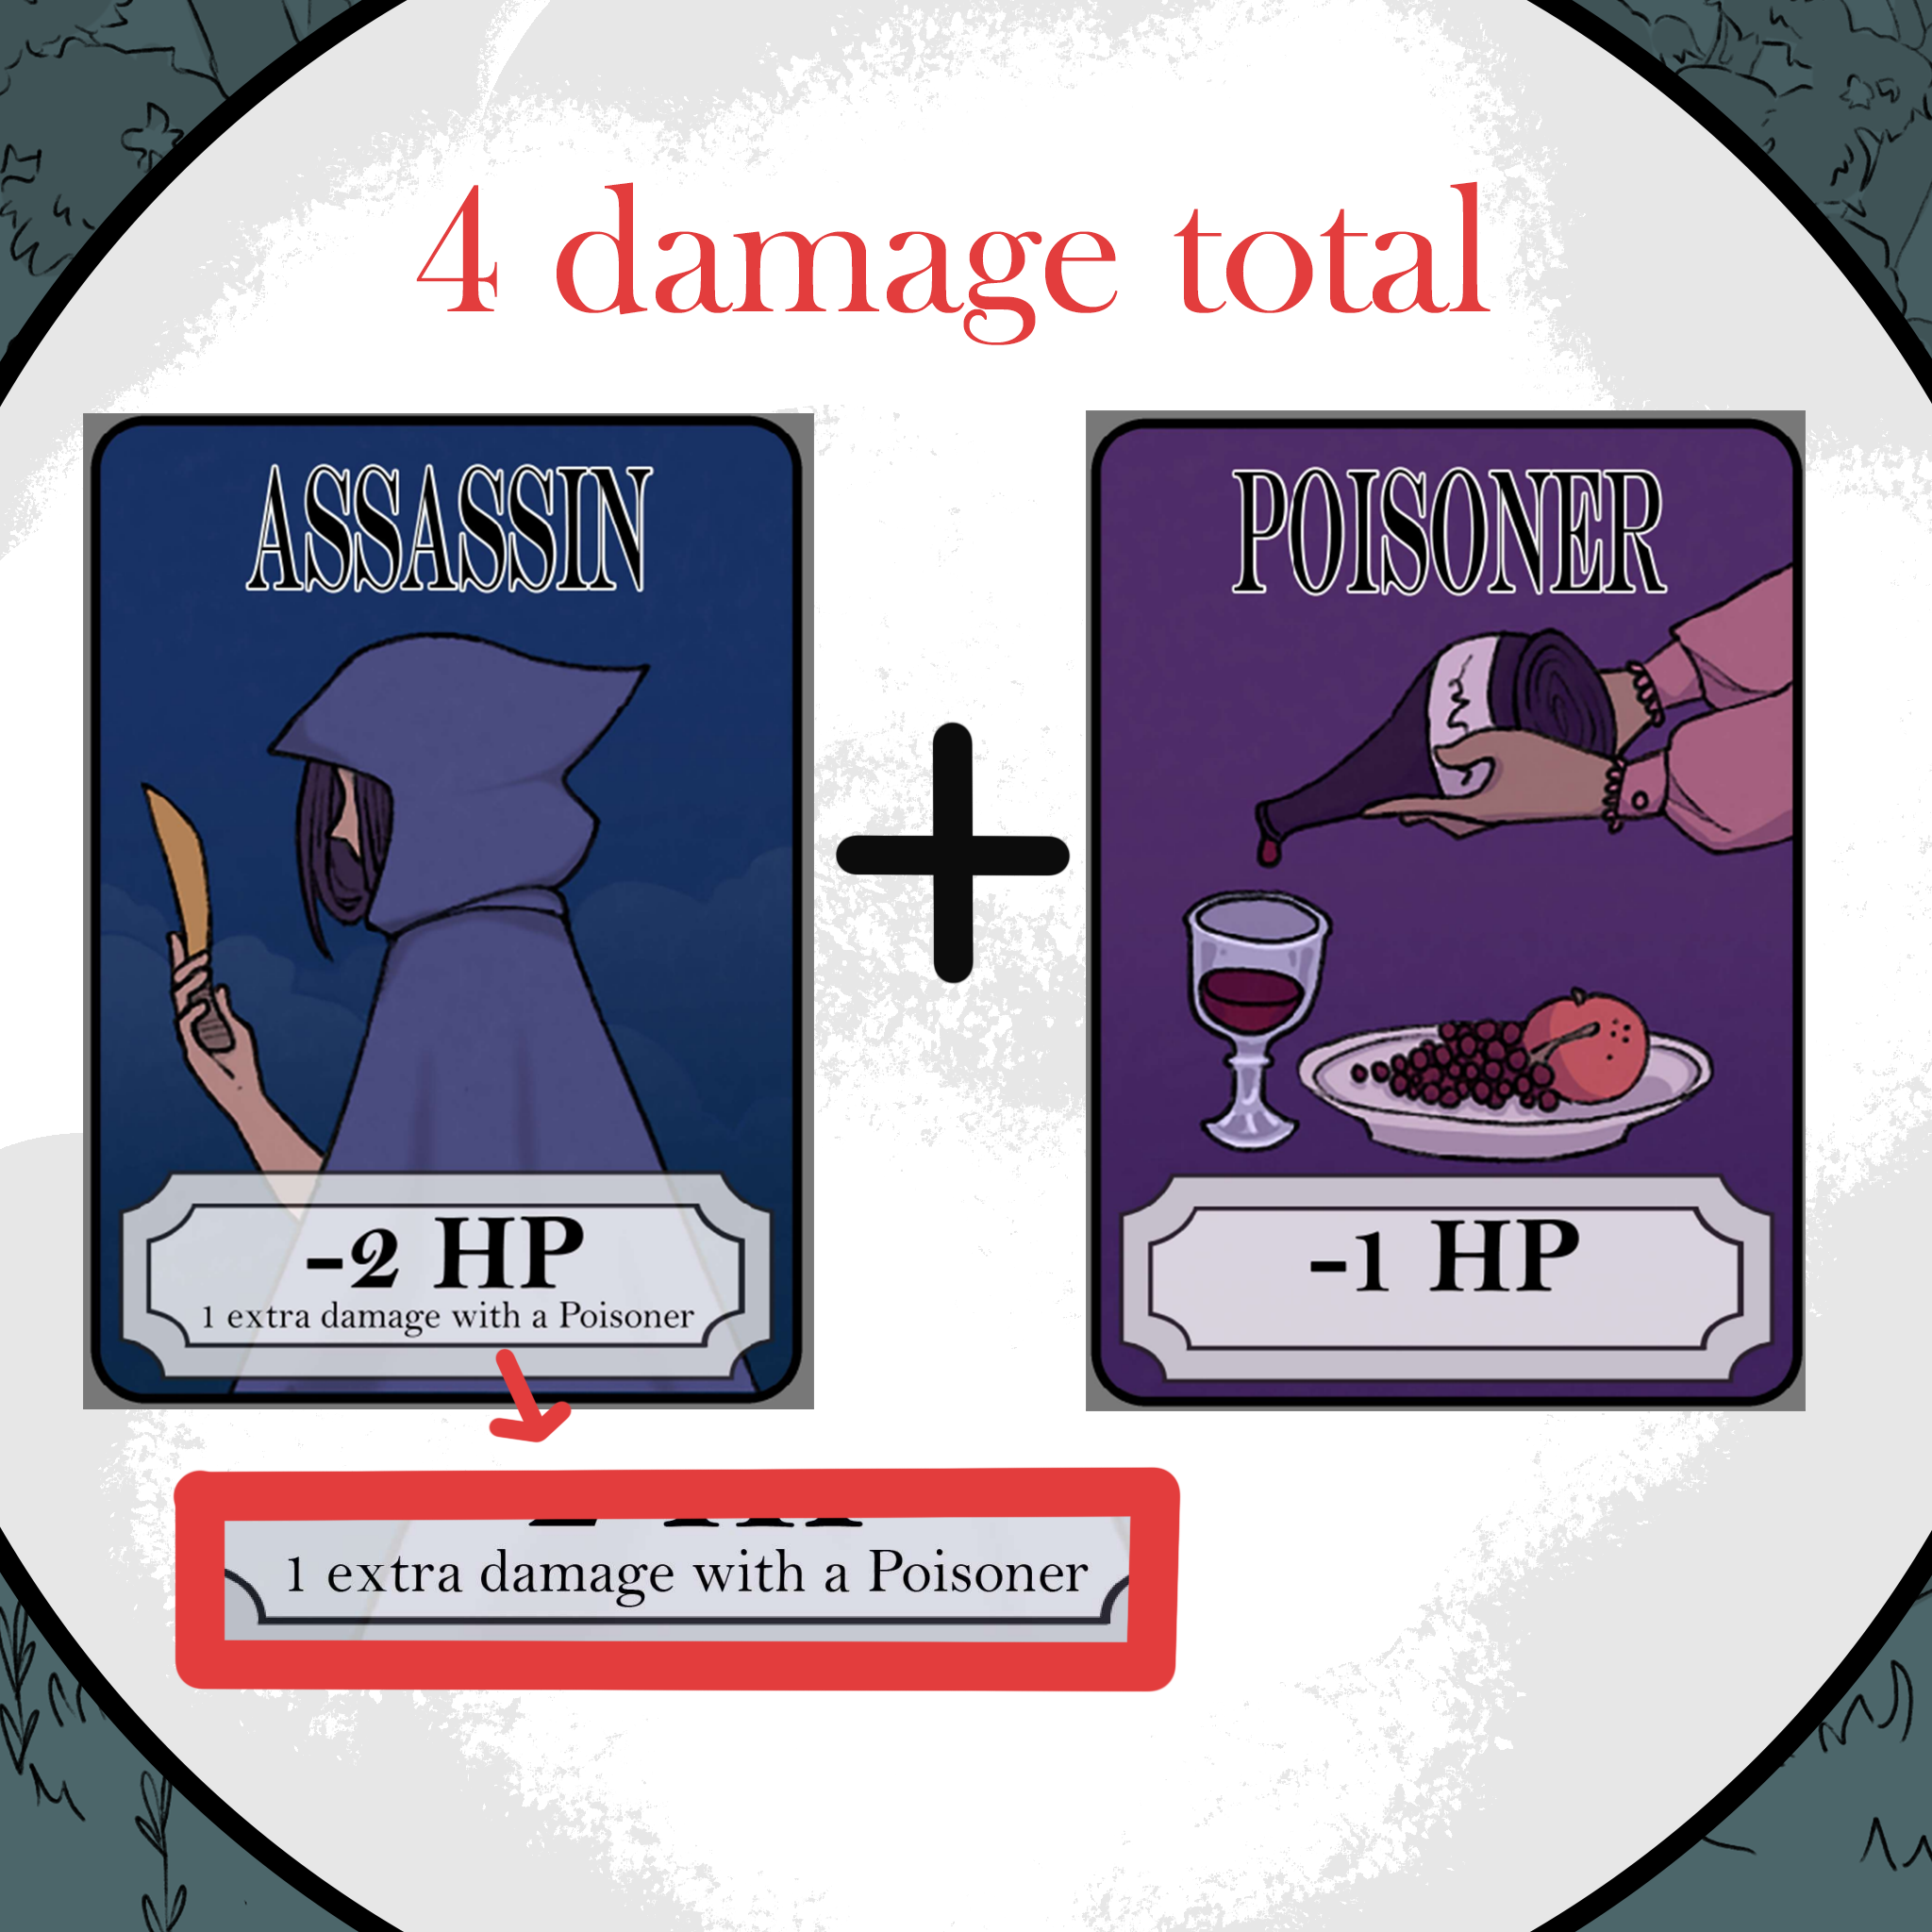 4 damage total
ASSASSIN
POISONER
-2 HP
1 extra damage with a Poisoner
-1 HP
1 extra damage with a Poisoner